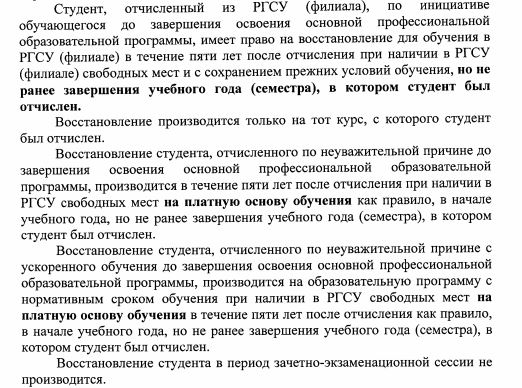 Студент, отчисленный из РГСУ (филиала), по инициативе
обучающегося до завершения освоения основной профессиональной
образовательной программы, имеет право на восстановление для обучения в
РГСУ (филиале) в течение пяти лет после отчисления при наличии в РГСУ
(филиале) свободных мест и с сохранением прежних условий обучения, но не
ранее завершения учебного года (семестра), в котором студент был
отчислен.
Восстановление производится только на тот курс, с которого студент
был отчислен.
Восстановление студента, отчисленного по неуважительной причине до
завершения освоения основной профессиональной образовательной
программы, производится в течение пяти лет после отчисления при наличии в
РГСУ свободных мест на платную основу обучения как правило, в начале
учебного года, но не ранее завершения учебного года (семестра), в котором
студент был отчислен.
Восстановление студента, отчисленного по неуважительной причине с
ускоренного обучения до завершения освоения основной профессиональной
образовательной программы, производится на образовательную программу с
нормативным сроком обучения при наличии в РГСУ свободных мест на
платную основу обучения в течение пяти лет после отчисления как правило,
в начале учебного года, но не ранее завершения учебного года (семестра), в
котором студент был отчислен.
Восстановление студента в период зачетно-экзаменационной сессии не
производится.